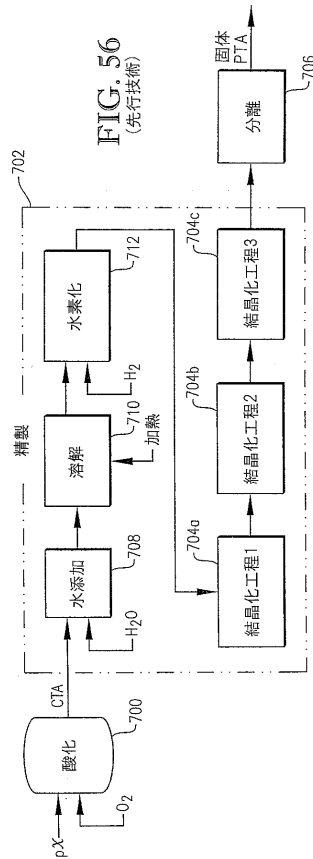 FIG. 56
(先行技術)
pX
O2
酸化
700
CTA
精製
702
水添加
708
H2O
溶解
710
加熱
水素化
712
H2
結晶化工程1
704a
結晶化工程2
704b
結晶化工程3
704c
分離
706
固体
PTA